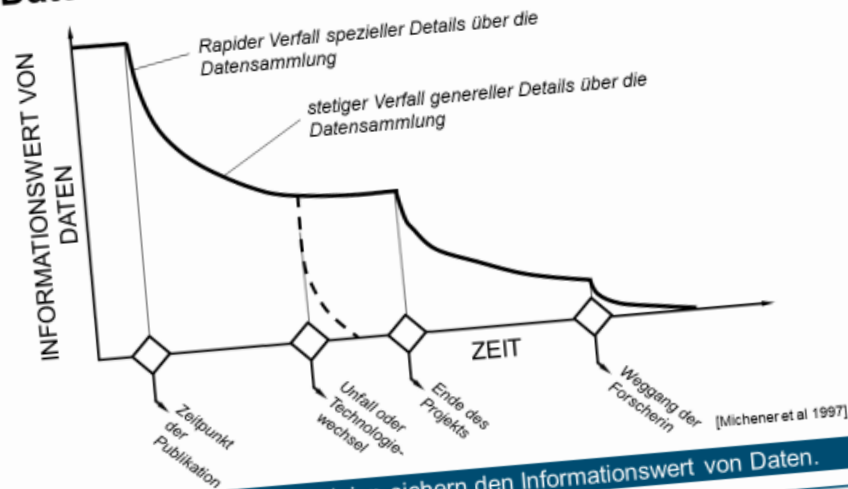 Rapider Verfall spezieller Details über die
Datensammlung
stetiger Verfall genereller Details über die
Datensammlung
INFORMATIONSWERT VON
DATEN
ZEIT
Zeitpunkt
der
Publikation
Unfall oder
Technologie-
wechsel
Ende des
Projekts
Weggang der
Forscherin
[Michener et al 1997]
sichern den Informationswert von Daten.